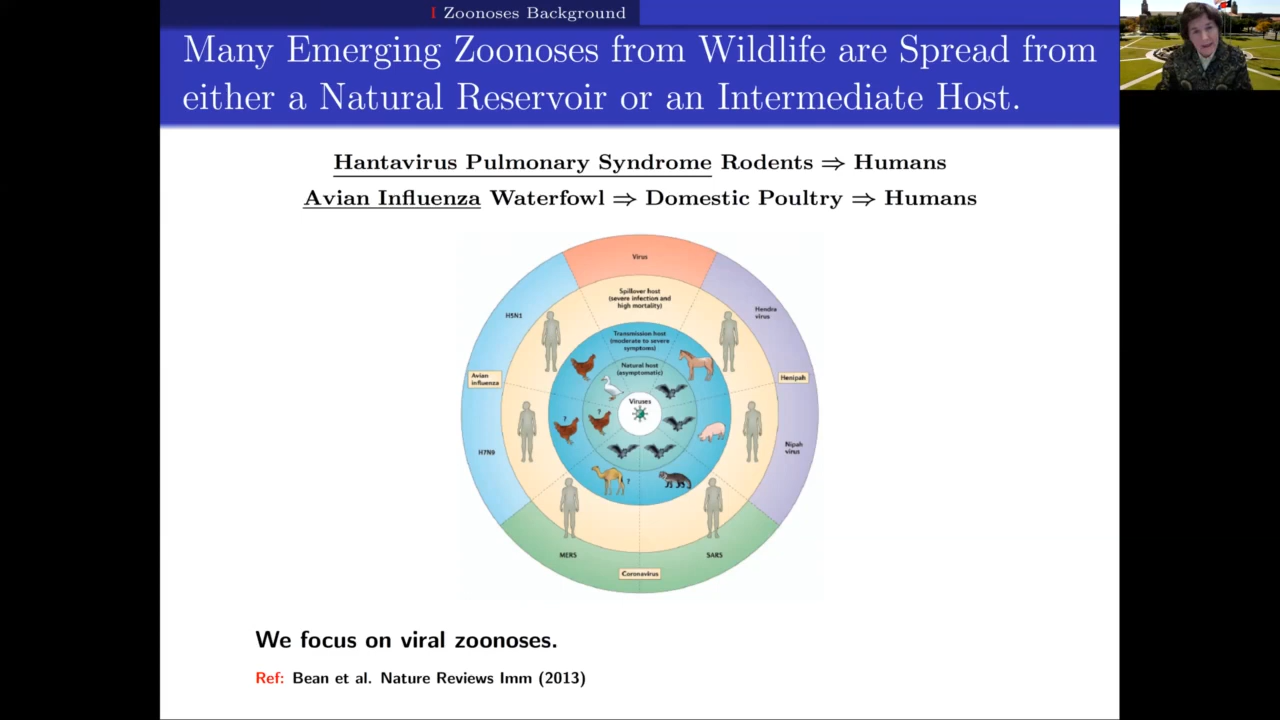 I Zoonoses Background
Many Emerging Zoonoses from Wildlife are Spread from
either a Natural Reservoir or an Intermediate Host.
Hantavirus Pulmonary Syndrome Rodents ⇒ Humans
Avian Influenza Waterfowl ⇒ Domestic Poultry ⇒ Humans
Virus
Spillover host
(severe infection and
high mortality)
H5N1
Hendra
virus
Transmission host
(moderate to severe
symptoms)
Natural host
(asymptomatic)
Avian
influenza
Henipah
Viruses
?
?
H7N9
Nipah
virus
?
MERS
SARS
Coronavirus
We focus on viral zoonoses.
Ref: Bean et al. Nature Reviews Imm (2013)